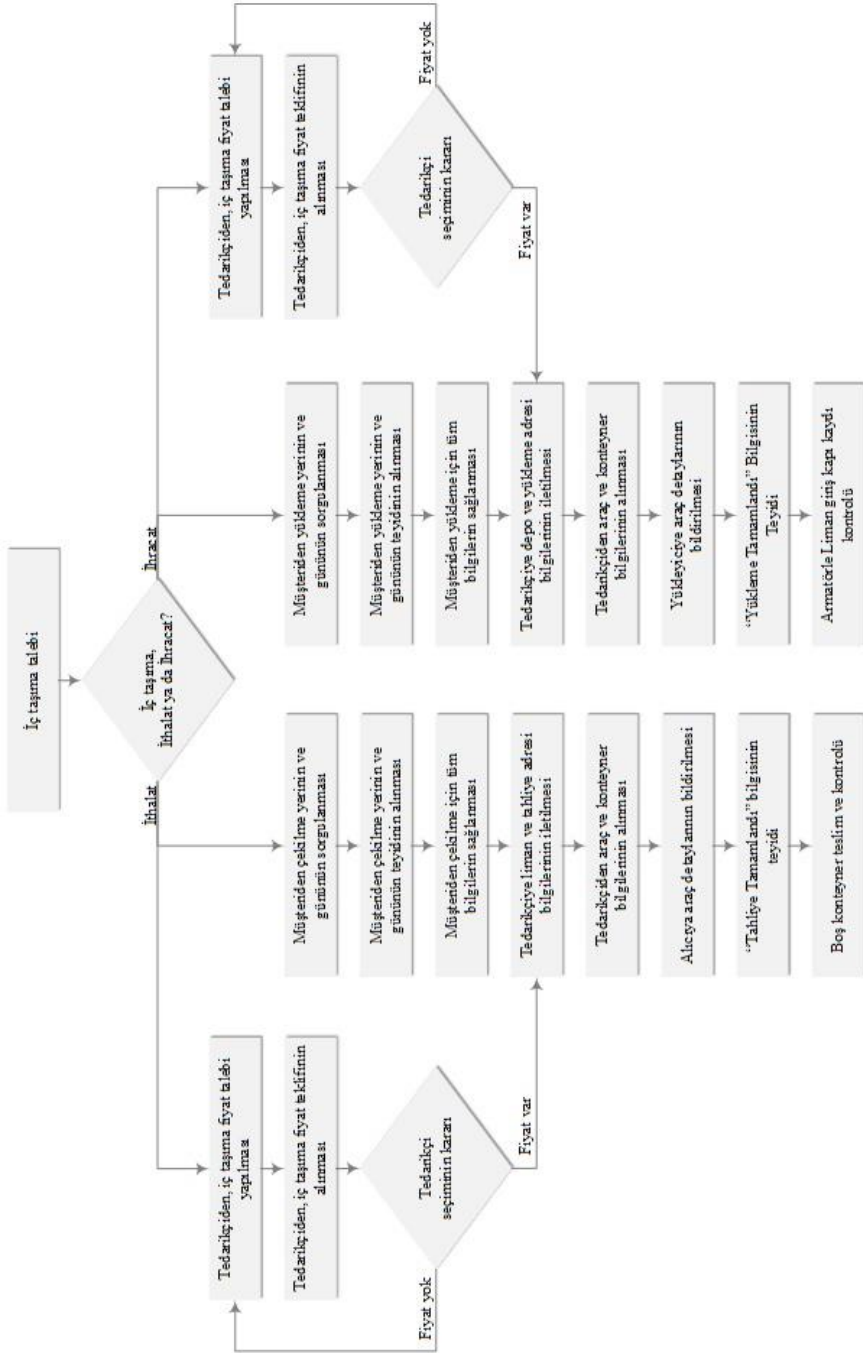 İç taşıma talebi
İç taşıma,
İthalat ya da İhracat?
İthalat
İhracat
Tedarikçiden, iç taşıma fiyat talebi
yapılması
Tedarikçiden, iç taşıma fiyat teklifinin
alınması
Tedarikçi
seçiminin kararı
Fiyat yok
Fiyat var
Müşteriden çekilme yerinin ve
gününün sorgulanması
Müşteriden çekilme yerinin ve
gününün teyidinin alınması
Müşteriden çekilme için tüm
bilgilerin sağlanması
Tedarikçiye liman ve tahliye adresi
bilgilerinin iletilmesi
Tedarikçiden araç ve konteyner
bilgilerinin alınması
Alıcıya araç detaylarının bildirilmesi
“Tahliye Tamamlandı” bilgisinin
teyidi
Boş konteyner teslim ve kontrolü
Müşteriden yükleme yerinin ve
gününün sorgulanması
Müşteriden yükleme yerinin ve
gününün teyidinin alınması
Müşteriden yükleme için tüm
bilgilerin sağlanması
Tedarikçiye depo ve yükleme adresi
bilgilerinin iletilmesi
Tedarikçiden araç ve konteyner
bilgilerinin alınması
Yükleyiciye araç detaylarının
bildirilmesi
“Yükleme Tamamlandı” Bilgisinin
Teyidi
Armatörle Liman giriş kapı kaydı
kontrolü
Tedarikçiden, iç taşıma fiyat talebi
yapılması
Tedarikçiden, iç taşıma fiyat teklifinin
alınması
Tedarikçi
seçiminin kararı
Fiyat yok
Fiyat var